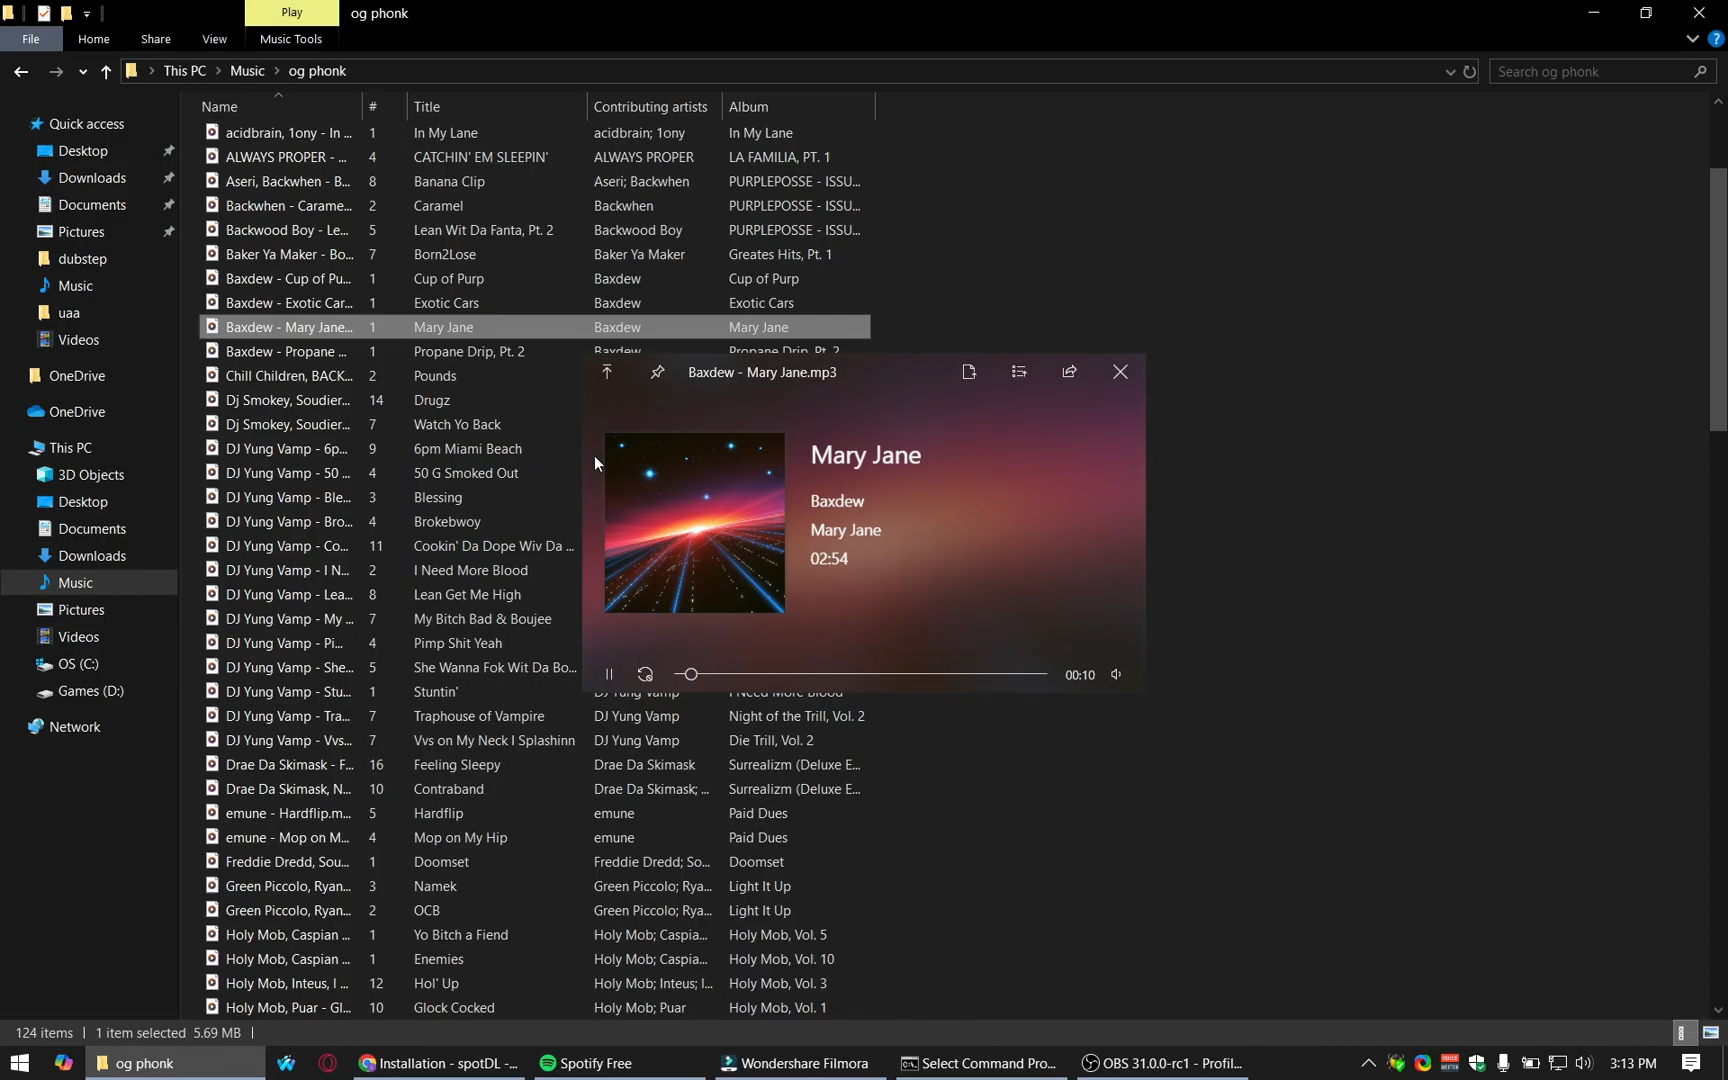 Play
og phonk
File
Home
Share
View
Music Tools
This PC
Music
og phonk
Search og phonk
Quick access
Desktop
Downloads
Documents
Pictures
dubstep
Music
uaa
Videos
OneDrive
OneDrive
This PC
3D Objects
Desktop
Documents
Downloads
Music
Pictures
Videos
OS (C:)
Games (D:)
Network
Name # Title Contributing artists Album
acidbrain, 1ony - In ... 1 In My Lane acidbrain; 1ony In My Lane
ALWAYS PROPER - ... 4 CATCHIN' EM SLEEPIN' ALWAYS PROPER LA FAMILIA, PT. 1
Aseri, Backwhen - B... 8 Banana Clip Aseri; Backwhen PURPLEPOSSE - ISSU...
Backwhen - Carame... 2 Caramel Backwhen PURPLEPOSSE - ISSU...
Backwood Boy - Le... 5 Lean Wit Da Fanta, Pt. 2 Backwood Boy PURPLEPOSSE - ISSU...
Baker Ya Maker - Bo... 7 Born2Lose Baker Ya Maker Greates Hits, Pt. 1
Baxdew - Cup of Pu... 1 Cup of Purp Baxdew Cup of Purp
Baxdew - Exotic Car... 1 Exotic Cars Baxdew Exotic Cars
Baxdew - Mary Jane... 1 Mary Jane Baxdew Mary Jane
Baxdew - Propane ... 1 Propane Drip, Pt. 2 Baxdew Propane Drip, Pt. 2
Chill Children, BACK... 2 Pounds
Dj Smokey, Soudier... 14 Drugz
Dj Smokey, Soudier... 7 Watch Yo Back
DJ Yung Vamp - 6p... 9 6pm Miami Beach
DJ Yung Vamp - 50 ... 4 50 G Smoked Out
DJ Yung Vamp - Ble... 3 Blessing
DJ Yung Vamp - Bro... 4 Brokebwoy
DJ Yung Vamp - Co... 11 Cookin' Da Dope Wiv Da ...
DJ Yung Vamp - I N... 2 I Need More Blood
DJ Yung Vamp - Lea... 8 Lean Get Me High
DJ Yung Vamp - My ... 7 My Bitch Bad & Boujee
DJ Yung Vamp - Pi... 4 Pimp Shit Yeah
DJ Yung Vamp - She... 5 She Wanna Fok Wit Da Bo...
DJ Yung Vamp - Stu... 1 Stuntin' DJ Yung Vamp I Need More Blood
DJ Yung Vamp - Tra... 7 Traphouse of Vampire DJ Yung Vamp Night of the Trill, Vol. 2
DJ Yung Vamp - Vvs... 7 Vvs on My Neck I Splashinn DJ Yung Vamp Die Trill, Vol. 2
Drae Da Skimask - F... 16 Feeling Sleepy Drae Da Skimask Surrealizm (Deluxe E...
Drae Da Skimask, N... 10 Contraband Drae Da Skimask; ... Surrealizm (Deluxe E...
emune - Hardflip.m... 5 Hardflip emune Paid Dues
emune - Mop on M... 4 Mop on My Hip emune Paid Dues
Freddie Dredd, Sou... 1 Doomset Freddie Dredd; So... Doomset
Green Piccolo, Ryan... 3 Namek Green Piccolo; Rya... Light It Up
Green Piccolo, Ryan... 2 OCB Green Piccolo; Rya... Light It Up
Holy Mob, Caspian ... 1 Yo Bitch a Fiend Holy Mob; Caspia... Holy Mob, Vol. 5
Holy Mob, Caspian ... 1 Enemies Holy Mob; Caspia... Holy Mob, Vol. 10
Holy Mob, Inteus, I ... 12 Hol' Up Holy Mob; Inteus; I... Holy Mob, Vol. 3
Holy Mob, Puar - Gl... 10 Glock Cocked Holy Mob; Puar Holy Mob, Vol. 1
Baxdew - Mary Jane.mp3
Mary Jane
Baxdew
Mary Jane
02:54
00:10
124 items 1 item selected 5.69 MB
og phonk
Installation - spotDL -...
Spotify Free
Wondershare Filmora
Select Command Pro...
OBS 31.0.0-rc1 - Profil...
3:13 PM